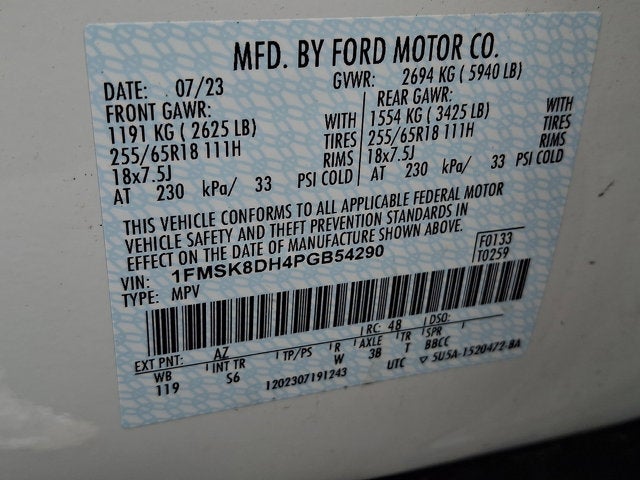 MFD. BY FORD MOTOR CO.
DATE: 07/23 GVWR: 2694 KG ( 5940 LB)
FRONT GAWR: REAR GAWR:
1191 KG ( 2625 LB) WITH 1554 KG ( 3425 LB) WITH
255/65R18 111H TIRES 255/65R18 111H TIRES
18x7.5J RIMS 18x7.5J RIMS
AT 230 kPa/ 33 PSI COLD AT 230 kPa/ 33 PSI COLD
THIS VEHICLE CONFORMS TO ALL APPLICABLE FEDERAL MOTOR
VEHICLE SAFETY AND THEFT PREVENTION STANDARDS IN
EFFECT ON THE DATE OF MANUFACTURE SHOWN ABOVE.
VIN: 1FMSK8DH4PGB54290 F0133
TYPE: MPV T0259
EXT PNT: AZ RC: 48 DSO:
WB INT TR TP/PS R AXLE TR SPR
119 S6 W 3B T BBCC
1202307191243 UTC ▽ 5U5A-1520472-BA